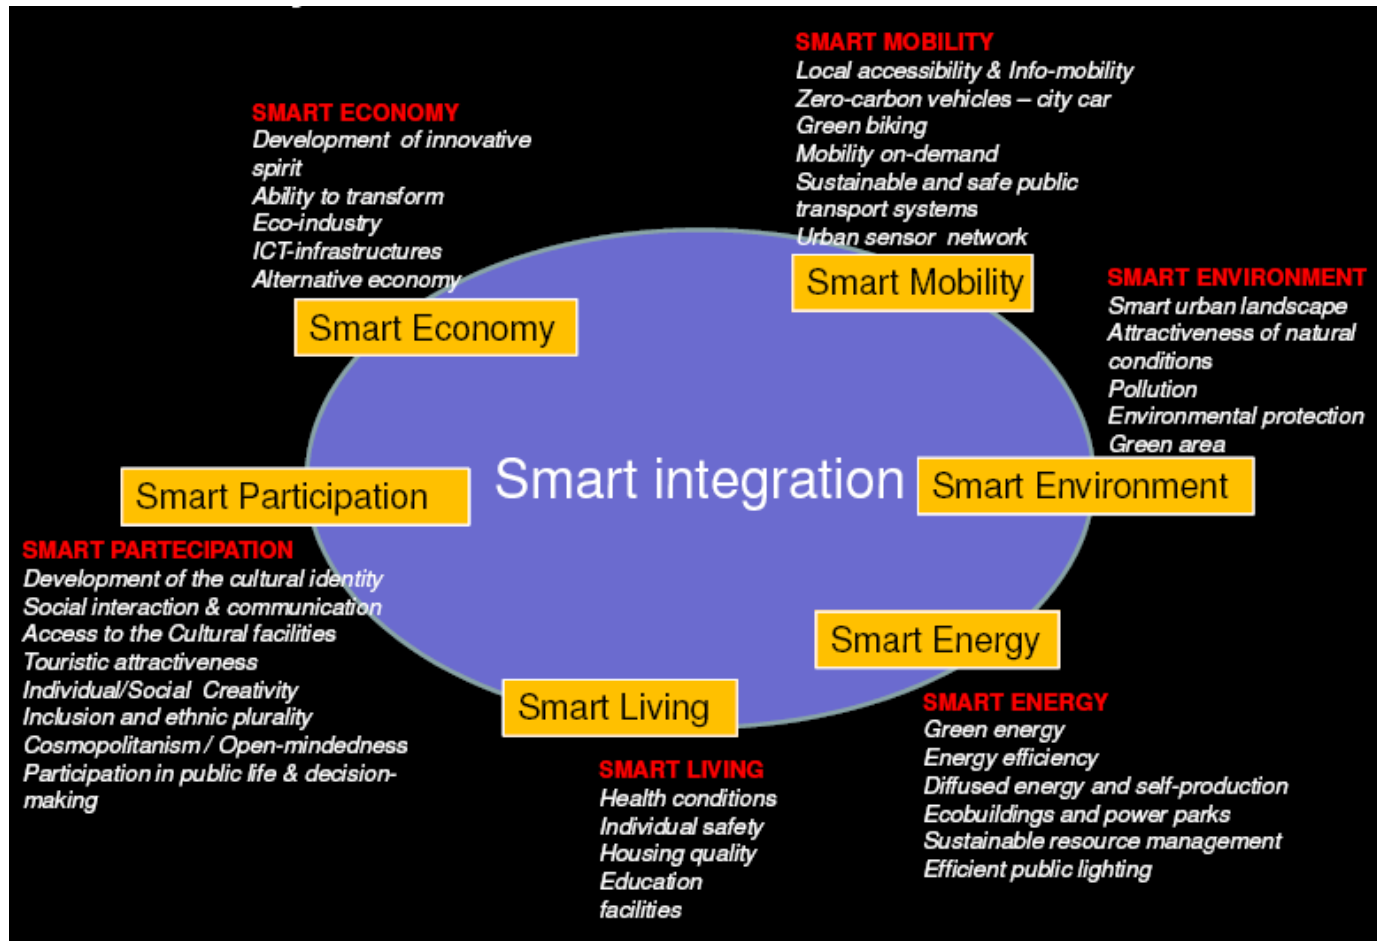 SMART MOBILITY
Local accessibility & Info-mobility
Zero-carbon vehicles – city car
Green biking
Mobility on-demand
Sustainable and safe public
transport systems
Urban sensor network
Smart Mobility
SMART ECONOMY
Development of innovative
spirit
Ability to transform
Eco-industry
ICT-infrastructures
Alternative economy
Smart Economy
SMART ENVIRONMENT
Smart urban landscape
Attractiveness of natural
conditions
Pollution
Environmental protection
Green area
Smart Environment
Smart integration
Smart Participation
SMART PARTECIPATION
Development of the cultural identity
Social interaction & communication
Access to the Cultural facilities
Touristic attractiveness
Individual/Social Creativity
Inclusion and ethnic plurality
Cosmopolitanism / Open-mindedness
Participation in public life & decision-
making
Smart Energy
SMART ENERGY
Green energy
Energy efficiency
Diffused energy and self-production
Ecobuildings and power parks
Sustainable resource management
Efficient public lighting
Smart Living
SMART LIVING
Health conditions
Individual safety
Housing quality
Education
facilities